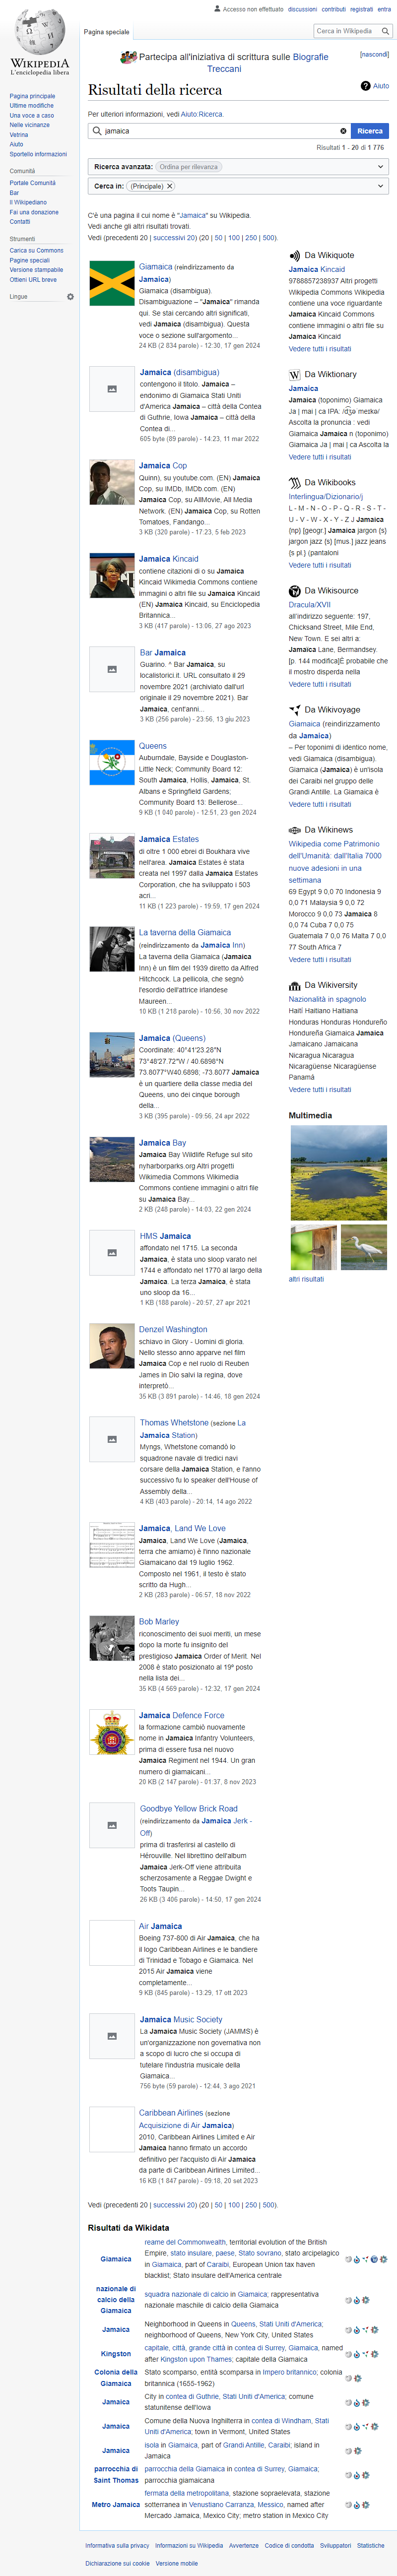 Accesso non effettuato discussioni contributi registrati entra
WIKIPEDIA
L'enciclopedia libera
Pagina principale
Ultime modifiche
Una voce a caso
Nelle vicinanze
Vetrina
Aiuto
Sportello informazioni
Comunità
Portale Comunità
Bar
Il Wikipediano
Fai una donazione
Contatti
Strumenti
Carica su Commons
Pagine speciali
Versione stampabile
Ottieni URL breve
Lingue
Pagina speciale
Cerca in Wikipedia
Partecipa all'iniziativa di scrittura sulle Biografie
Treccani
[nascondi]
Risultati della ricerca
Aiuto
Per ulteriori informazioni, vedi Aiuto:Ricerca.
jamaica
Ricerca
Risultati 1 - 20 di 1 776
Ricerca avanzata: Ordina per rilevanza
Cerca in: (Principale)
C'è una pagina il cui nome è "Jamaica" su Wikipedia.
Vedi anche gli altri risultati trovati.
Vedi (precedenti 20 | successivi 20) (20 | 50 | 100 | 250 | 500).
Giamaica (reindirizzamento da
Jamaica)
Giamaica (disambigua).
Disambiguazione – "Jamaica" rimanda
qui. Se stai cercando altri significati,
vedi Jamaica (disambigua). Questa
voce o sezione sull'argomento...
24 KB (2 834 parole) - 12:30, 17 gen 2024
Jamaica (disambigua)
contengono il titolo. Jamaica –
endonimo di Giamaica Stati Uniti
d'America Jamaica – città della Contea
di Guthrie, Iowa Jamaica – città della
Contea di...
605 byte (89 parole) - 14:23, 11 mar 2022
Jamaica Cop
Quinn), su youtube.com. (EN) Jamaica
Cop, su IMDb, IMDb.com. (EN)
Jamaica Cop, su AllMovie, All Media
Network. (EN) Jamaica Cop, su Rotten
Tomatoes, Fandango...
3 KB (320 parole) - 17:23, 5 feb 2023
Jamaica Kincaid
contiene citazioni di o su Jamaica
Kincaid Wikimedia Commons contiene
immagini o altri file su Jamaica Kincaid
(EN) Jamaica Kincaid, su Enciclopedia
Britannica...
3 KB (417 parole) - 13:06, 27 ago 2023
Bar Jamaica
Guarino. ^ Bar Jamaica, su
localistorici.it. URL consultato il 29
novembre 2021 (archiviato dall'url
originale il 29 novembre 2021). Bar
Jamaica, cent'anni...
3 KB (256 parole) - 23:56, 13 giu 2023
Queens
Auburndale, Bayside e Douglaston-
Little Neck; Community Board 12:
South Jamaica, Hollis, Jamaica, St.
Albans e Springfield Gardens;
Community Board 13: Bellerose...
9 KB (1 040 parole) - 12:51, 23 gen 2024
Jamaica Estates
di oltre 1 000 ebrei di Boukhara vive
nell'area. Jamaica Estates è stata
creata nel 1997 dalla Jamaica Estates
Corporation, che ha sviluppato i 503
acri...
11 KB (1 223 parole) - 19:59, 17 gen 2024
La taverna della Giamaica
(reindirizzamento da Jamaica Inn)
La taverna della Giamaica (Jamaica
Inn) è un film del 1939 diretto da Alfred
Hitchcock. La pellicola, che segnò
l'esordio dell'attrice irlandese
Maureen...
10 KB (1 218 parole) - 10:56, 30 nov 2022
Jamaica (Queens)
Coordinate: 40°41′23.28″N
73°48′27.72″W / 40.6898°N
73.8077°W40.6898; -73.8077 Jamaica
è un quartiere della classe media del
Queens, uno dei cinque borough
della...
3 KB (395 parole) - 09:56, 24 apr 2022
Jamaica Bay
Jamaica Bay Wildlife Refuge sul sito
nyharborparks.org Altri progetti
Wikimedia Commons Wikimedia
Commons contiene immagini o altri file
su Jamaica Bay...
2 KB (248 parole) - 14:03, 22 gen 2024
HMS Jamaica
affondato nel 1715. La seconda
Jamaica, è stata uno sloop varato nel
1744 e affondato nel 1770 al largo della
Jamaica. La terza Jamaica, è stata
uno sloop da 16...
1 KB (188 parole) - 20:57, 27 apr 2021
Denzel Washington
schiavo in Glory - Uomini di gloria.
Nello stesso anno apparve nel film
Jamaica Cop e nel ruolo di Reuben
James in Dio salvi la regina, dove
interpretò...
35 KB (3 891 parole) - 14:46, 18 gen 2024
Thomas Whetstone (sezione La
Jamaica Station)
Myngs, Whetstone comandò lo
squadrone navale di tredici navi
corsare della Jamaica Station, e l'anno
successivo fu lo speaker dell'House of
Assembly della...
4 KB (403 parole) - 20:14, 14 ago 2022
Jamaica, Land We Love
Jamaica, Land We Love (Jamaica,
terra che amiamo) è l'inno nazionale
Giamaicano dal 19 luglio 1962.
Composto nel 1961, il testo è stato
scritto da Hugh...
2 KB (283 parole) - 06:57, 18 nov 2022
Bob Marley
riconoscimento dei suoi meriti, un mese
dopo la morte fu insignito del
prestigioso Jamaica Order of Merit. Nel
2008 è stato posizionato al 19º posto
nella lista dei...
35 KB (4 569 parole) - 12:32, 17 gen 2024
Jamaica Defence Force
la formazione cambiò nuovamente
nome in Jamaica Infantry Volunteers,
prima di essere fusa nel nuovo
Jamaica Regiment nel 1944. Un gran
numero di giamaicani...
20 KB (2 147 parole) - 01:37, 8 nov 2023
Goodbye Yellow Brick Road
(reindirizzamento da Jamaica Jerk -
Off)
prima di trasferirsi al castello di
Hérouville. Nel librettino dell'album
Jamaica Jerk-Off viene attribuita
scherzosamente a Reggae Dwight e
Toots Taupin...
26 KB (3 406 parole) - 14:50, 17 gen 2024
Air Jamaica
Boeing 737-800 di Air Jamaica, che ha
il logo Caribbean Airlines e le bandiere
di Trinidad e Tobago e Giamaica. Nel
2015 Air Jamaica viene
completamente...
9 KB (845 parole) - 13:29, 17 ott 2023
Jamaica Music Society
La Jamaica Music Society (JAMMS) è
un'organizzazione non governativa non
a scopo di lucro che si occupa di
tutelare l'industria musicale della
Giamaica...
756 byte (59 parole) - 12:44, 3 ago 2021
Caribbean Airlines (sezione
Acquisizione di Air Jamaica)
2010, Caribbean Airlines Limited e Air
Jamaica hanno firmato un accordo
definitivo per l'acquisto di Air Jamaica
da parte di Caribbean Airlines Limited...
16 KB (1 847 parole) - 09:18, 20 set 2023
Vedi (precedenti 20 | successivi 20) (20 | 50 | 100 | 250 | 500).
Da Wikiquote
Jamaica Kincaid
9788857238937 Altri progetti
Wikipedia Commons Wikipedia
contiene una voce riguardante
Jamaica Kincaid Commons
contiene immagini o altri file su
Jamaica Kincaid
Vedere tutti i risultati
Da Wiktionary
Jamaica
Jamaica (toponimo) Giamaica
Ja | mai | ca IPA:
Ascolta la pronuncia : vedi
Giamaica Jamaica n (toponimo)
Giamaica Ja | mai | ca Ascolta la
Vedere tutti i risultati
Da Wikibooks
Interlingua/Dizionario/j
L - M - N - O - P - Q - R - S - T -
U - V - W - X - Y - Z J Jamaica
{np} [geogr.] Jamaica jargon {s}
jargon jazz {s} [mus.] jazz jeans
{s pl.} (pantaloni
Vedere tutti i risultati
Da Wikisource
Dracula/XVII
all'indirizzo seguente: 197,
Chicksand Street, Mile End,
New Town. E sei altri a:
Jamaica Lane, Bermandsey.
[p. 144 modifica]È probabile che
il mostro disperda nella
Vedere tutti i risultati
Da Wikivoyage
Giamaica (reindirizzamento
da Jamaica)
– Per toponimi di identico nome,
vedi Giamaica (disambigua).
Giamaica (Jamaica) è un'isola
dei Caraibi nel gruppo delle
Grandi Antille. La Giamaica è
Vedere tutti i risultati
Da Wikinews
Wikipedia come Patrimonio
dell'Umanità: dall'Italia 7000
nuove adesioni in una
settimana
69 Egypt 9 0,0 70 Indonesia 9
0,0 71 Malaysia 9 0,0 72
Morocco 9 0,0 73 Jamaica 8
0,0 74 Cuba 7 0,0 75
Guatemala 7 0,0 76 Malta 7 0,0
77 South Africa 7
Vedere tutti i risultati
Da Wikiversity
Nazionalità in spagnolo
Haití Haitiano Haitiana
Honduras Honduras Hondureño
Hondureña Giamaica Jamaica
Jamaicano Jamaicana
Nicaragua Nicaragua
Nicaragüense Nicaragüense
Panamá
Vedere tutti i risultati
Multimedia
altri risultati
Risultati da Wikidata
Giamaica
reame del Commonwealth, territorial evolution of the British
Empire, stato insulare, paese, Stato sovrano, stato arcipelagico
in Giamaica, part of Caraibi, European Union tax haven
blacklist; Stato insulare dell'America centrale
nazionale di
calcio della
Giamaica
squadra nazionale di calcio in Giamaica; rappresentativa
nazionale maschile di calcio della Giamaica
Jamaica
Neighborhood in Queens in Queens, Stati Uniti d'America;
neighborhood of Queens, New York City, United States
Kingston
capitale, città, grande città in contea di Surrey, Giamaica; named
after Kingston upon Thames; capitale della Giamaica
Colonia della
Giamaica
Stato scomparso, entità scomparsa in Impero britannico; colonia
britannica (1655-1962)
Jamaica
City in contea di Guthrie, Stati Uniti d'America; comune
statunitense dell'Iowa
Jamaica
Comune della Nuova Inghilterra in contea di Windham, Stati
Uniti d'America; town in Vermont, United States
Jamaica
isola in Giamaica, part of Grandi Antille, Caraibi; island in
Jamaica
parrocchia di
Saint Thomas
parrocchia della Giamaica in contea di Surrey, Giamaica;
parrocchia giamaicana
Metro Jamaica
fermata della metropolitana, stazione sopraelevata, stazione
sotterranea in Venustiano Carranza, Messico, named after
Mercado Jamaica, Mexico City; metro station in Mexico City
Informativa sulla privacy Informazioni su Wikipedia Avvertenze Codice di condotta Sviluppatori Statistiche
Dichiarazione sui cookie Versione mobile